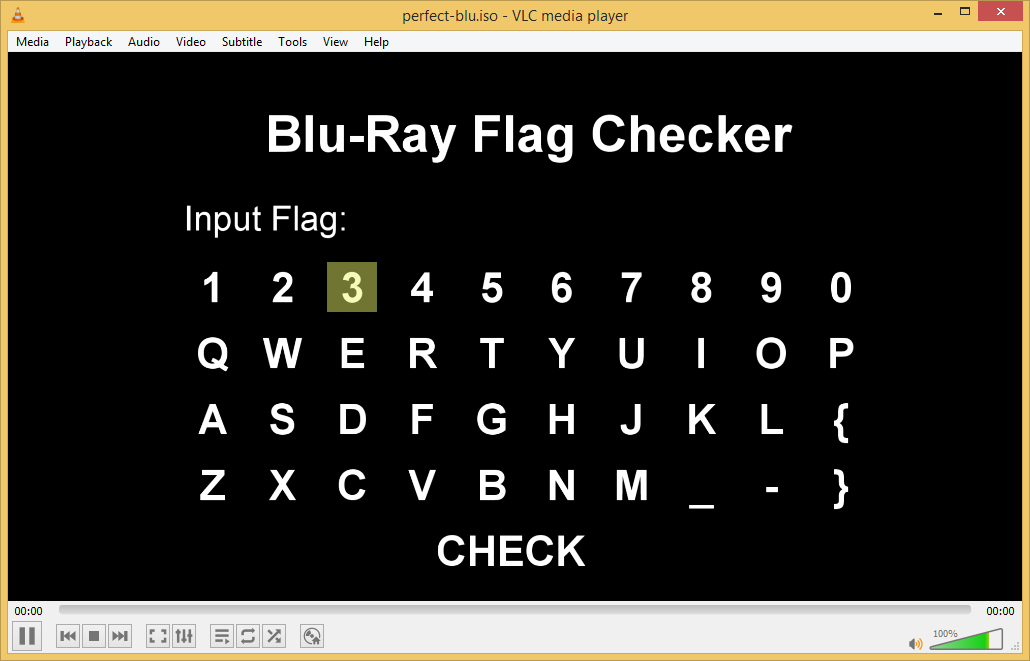 perfect-blu.iso - VLC media player
Media Playback Audio Video Subtitle Tools View Help
Blu-Ray Flag Checker
Input Flag:
1 2 3 4 5 6 7 8 9 0
Q W E R T Y U I O P
A S D F G H J K L {
Z X C V B N M _ - }
CHECK
00:00 00:00
100%